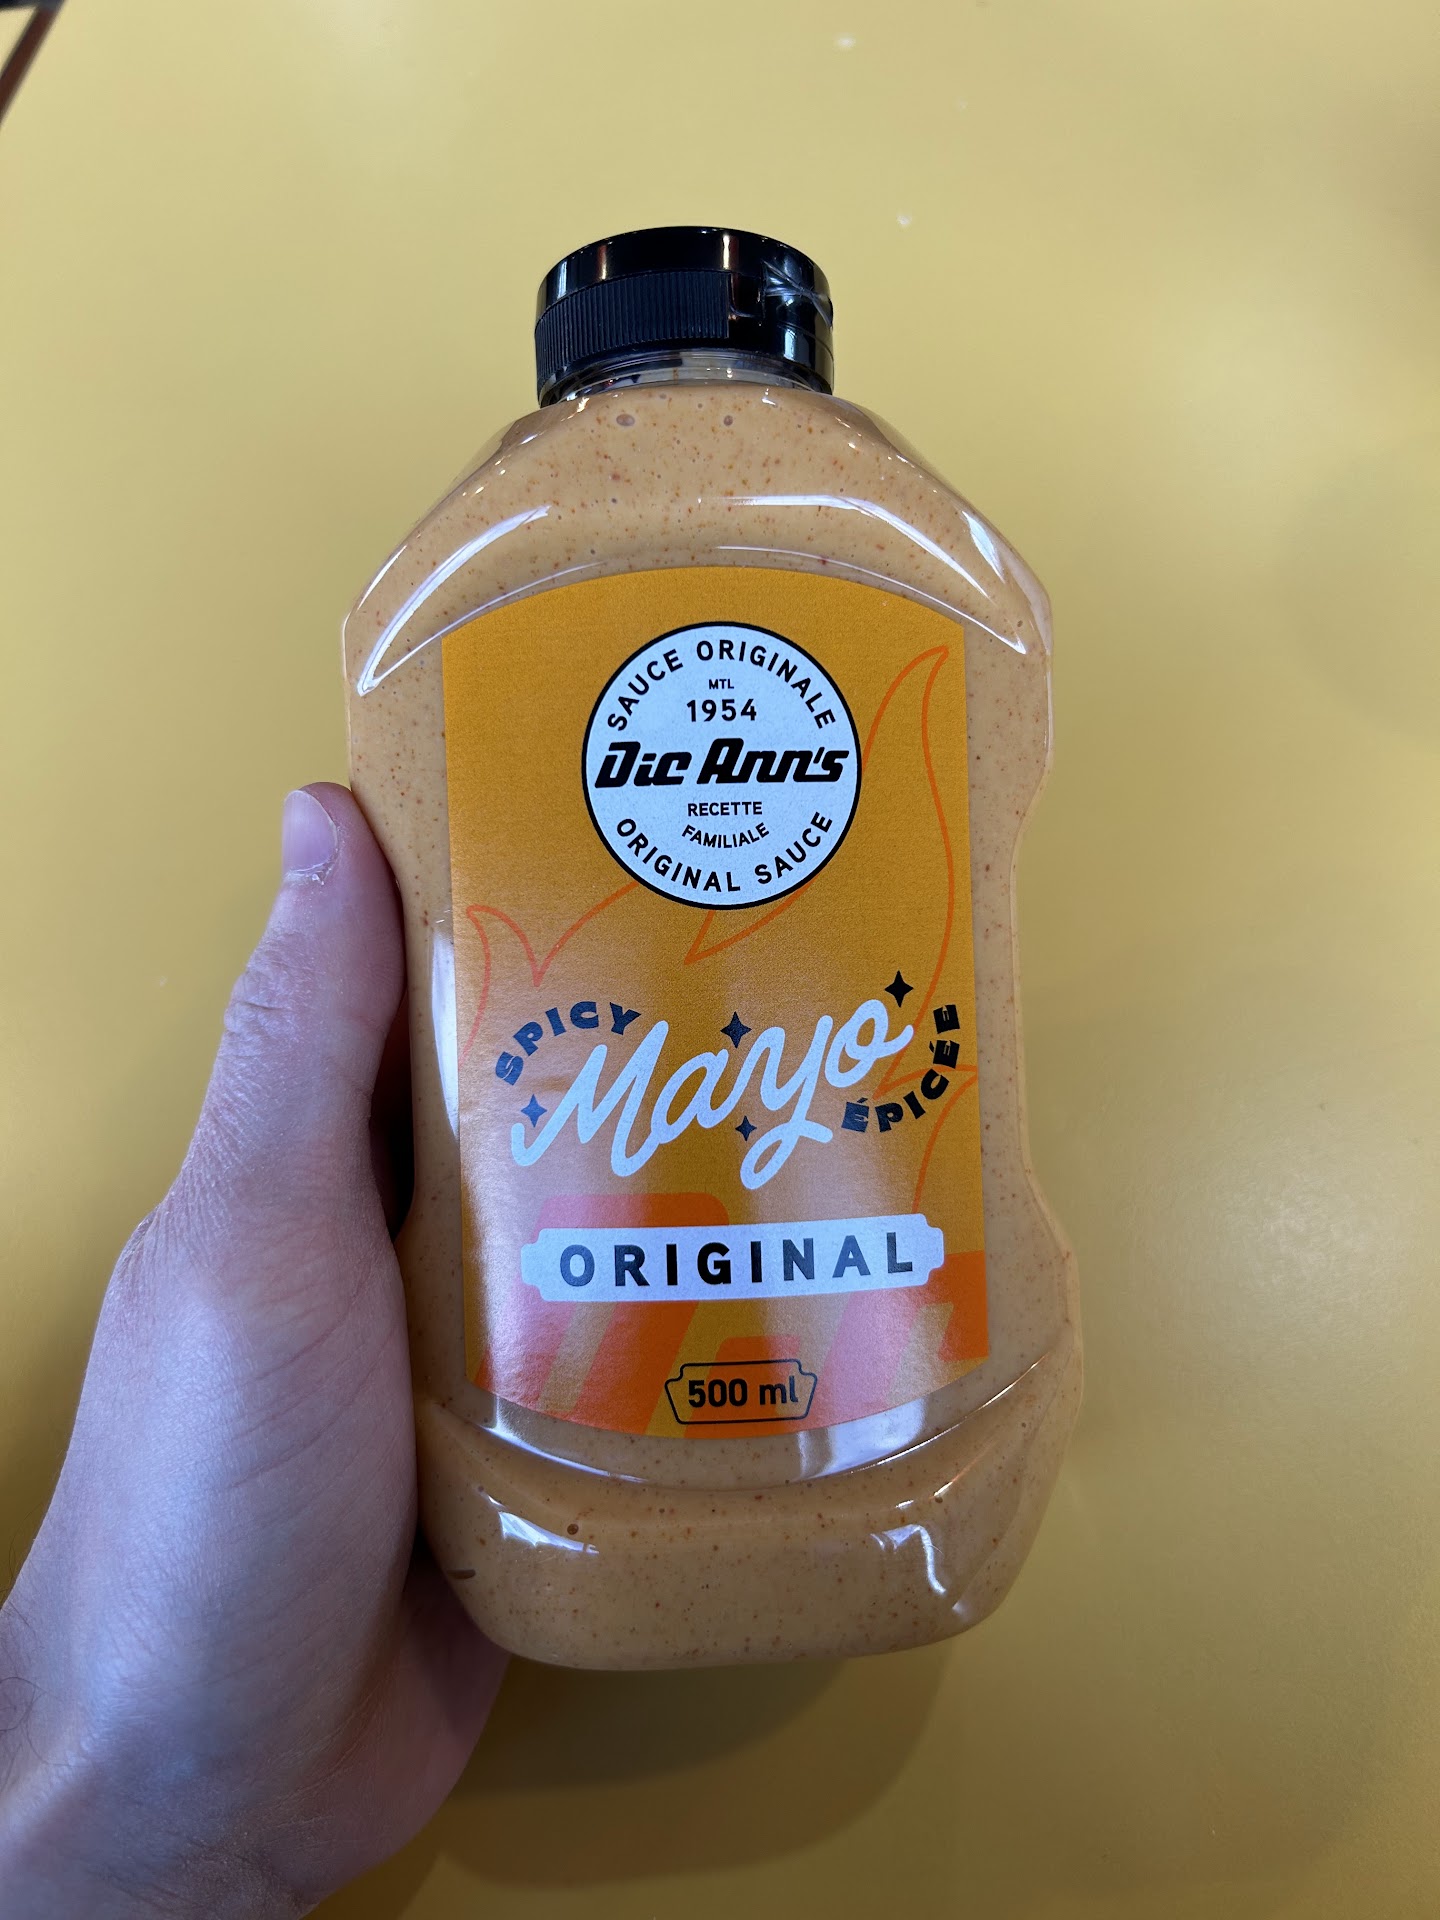 SAUCE ORIGINALE
MTL
1954
Dic Ann's
RECETTE
FAMILIALE
ORIGINAL SAUCE
SPICY
Mayo
ÉPICÉE
ORIGINAL
500 ml